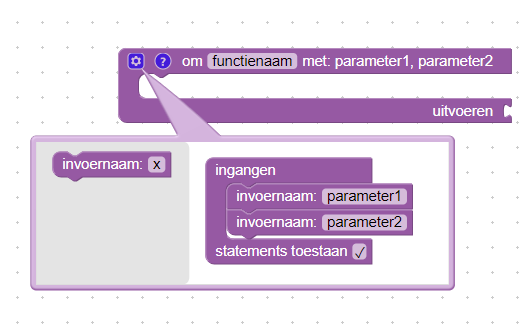 ? om functienaam met: parameter1, parameter2
uitvoeren
invoernaam: x
ingangen
invoernaam: parameter1
invoernaam: parameter2
statements toestaan ✓